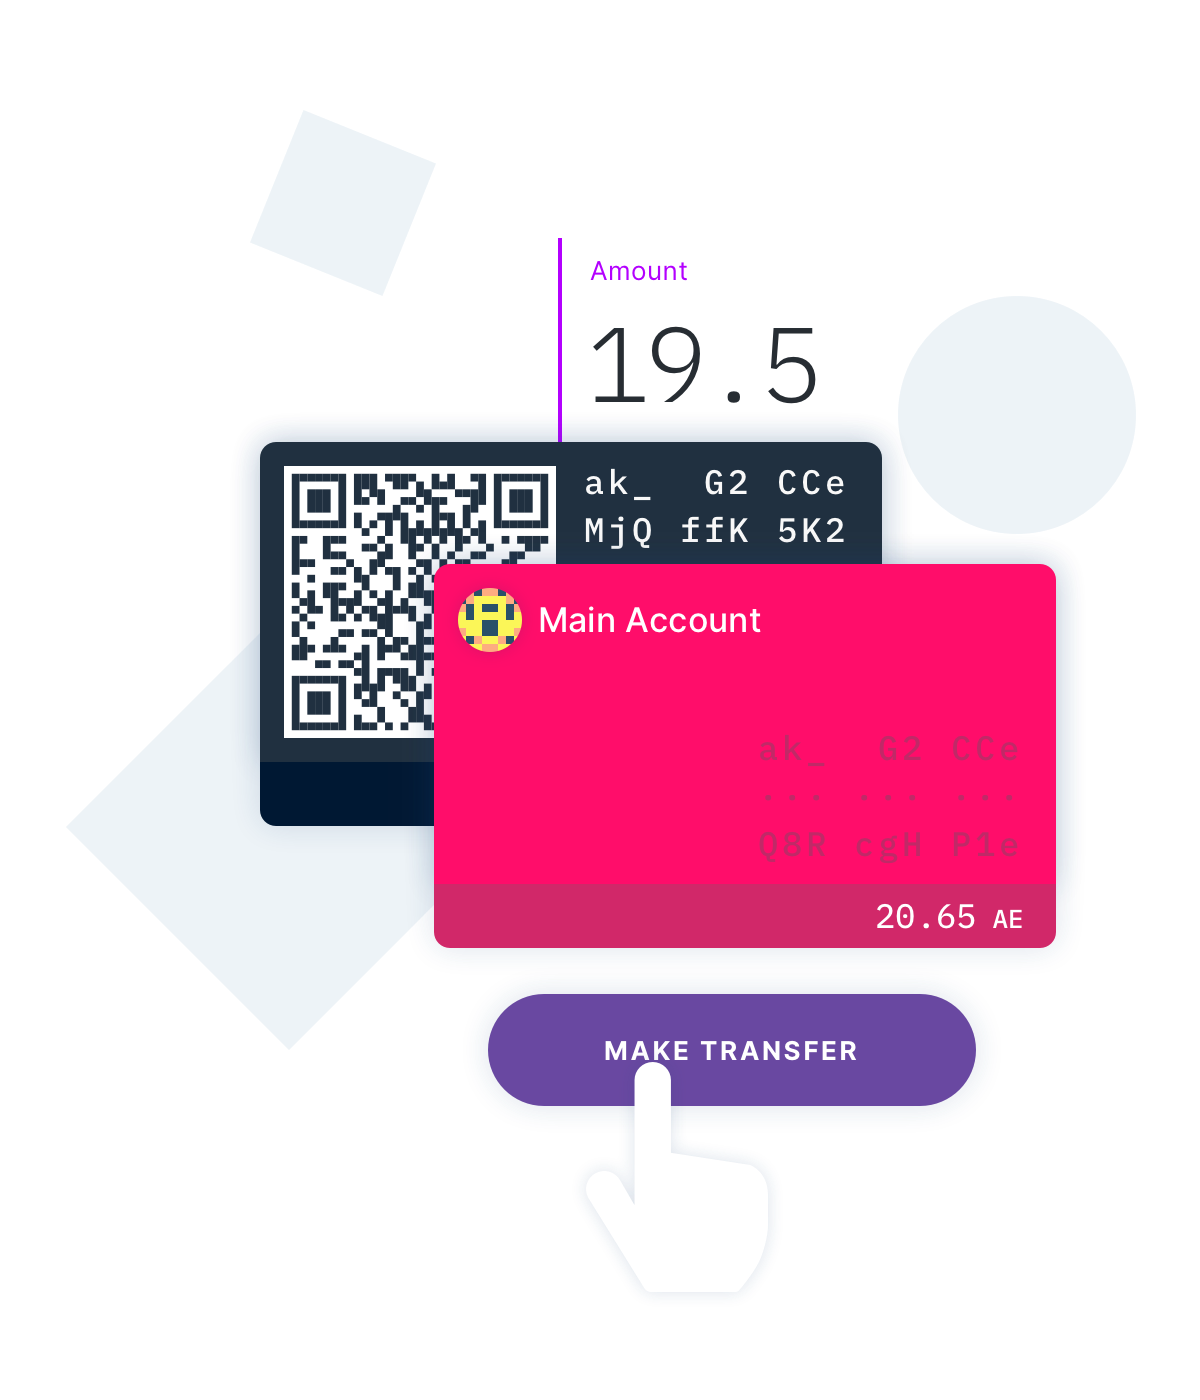 Amount
19.5
ak_ G2 CCe
MjQ ffK 5K2
Main Account
ak_ G2 CCe
... ... ...
Q8R cgH P1e
20.65 AE
MAKE TRANSFER